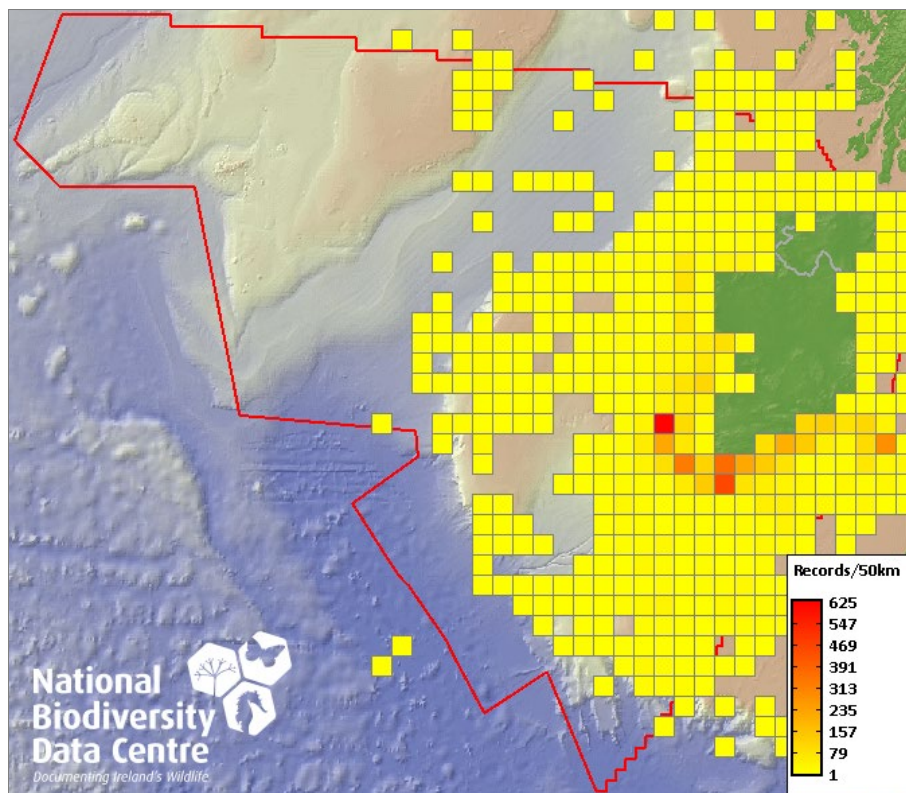 Records/50km
625
547
469
391
313
235
157
79
1
National
Biodiversity
Data Centre
Documenting Ireland's Wildlife